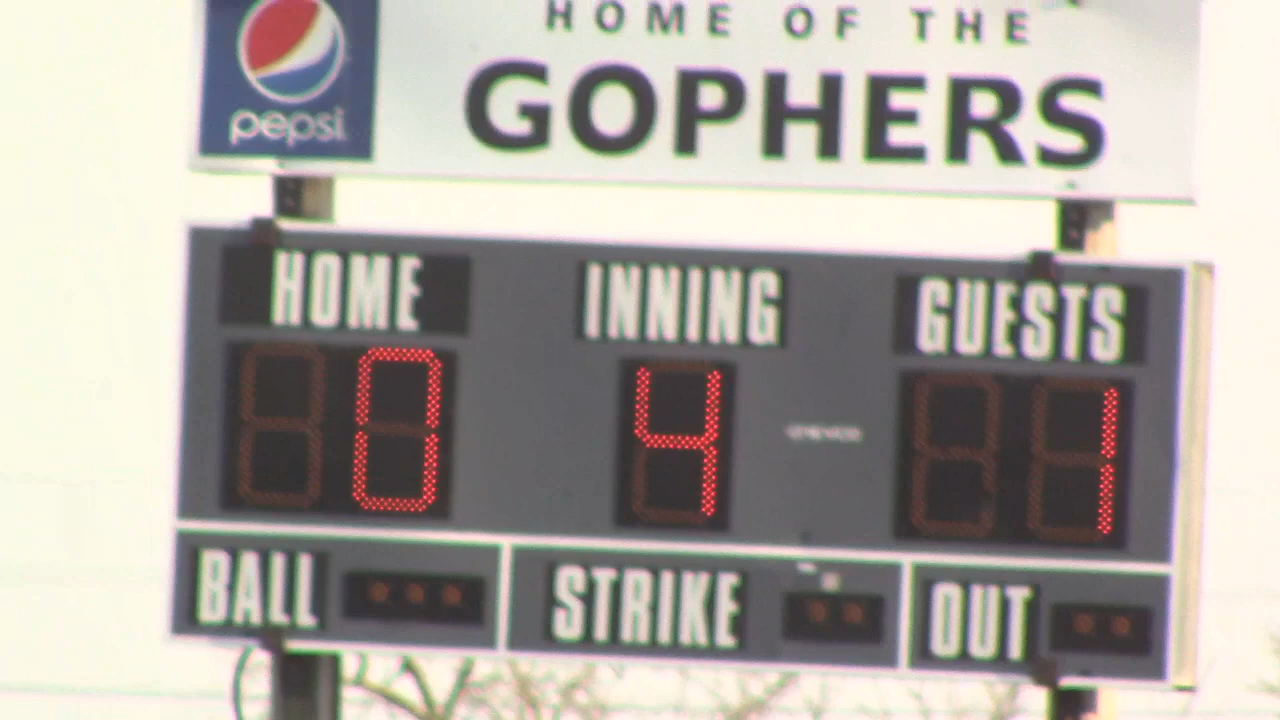 HOME OF THE
GOPHERS
pepsi
HOME INNING GUESTS
0 4 1
BALL STRIKE OUT